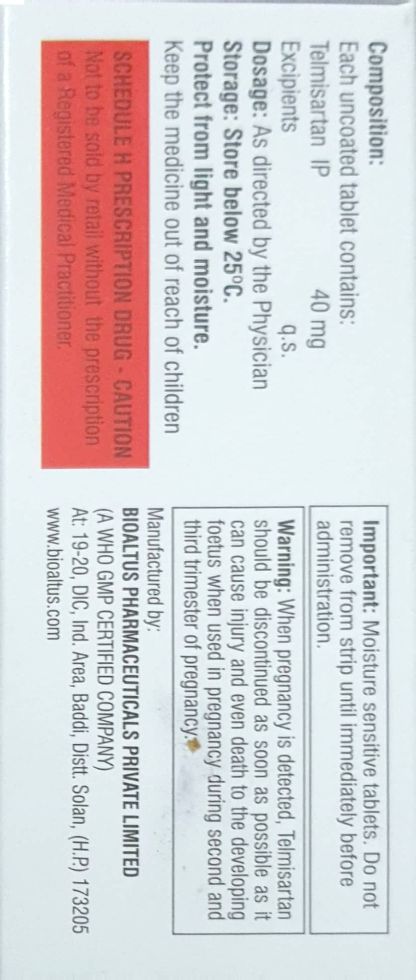 Composition:
Each uncoated tablet contains:
Telmisartan IP 40 mg
Excipients q.s.
Dosage: As directed by the Physician
Storage: Store below 25ºC.
Protect from light and moisture.
Keep the medicine out of reach of children
SCHEDULE H PRESCRIPTION DRUG - CAUTION
Not to be sold by retail without the prescription
of a Registered Medical Practitioner.
Important: Moisture sensitive tablets. Do not
remove from strip until immediately before
administration.
Warning: When pregnancy is detected, Telmisartan
should be discontinued as soon as possible as it
can cause injury and even death to the developing
foetus when used in pregnancy during second and
third trimester of pregnancy.
Manufactured by:
BIOALTUS PHARMACEUTICALS PRIVATE LIMITED
(A WHO GMP CERTIFIED COMPANY)
At: 19-20, DIC, Ind. Area, Baddi, Distt. Solan, (H.P.) 173205
www.bioaltus.com